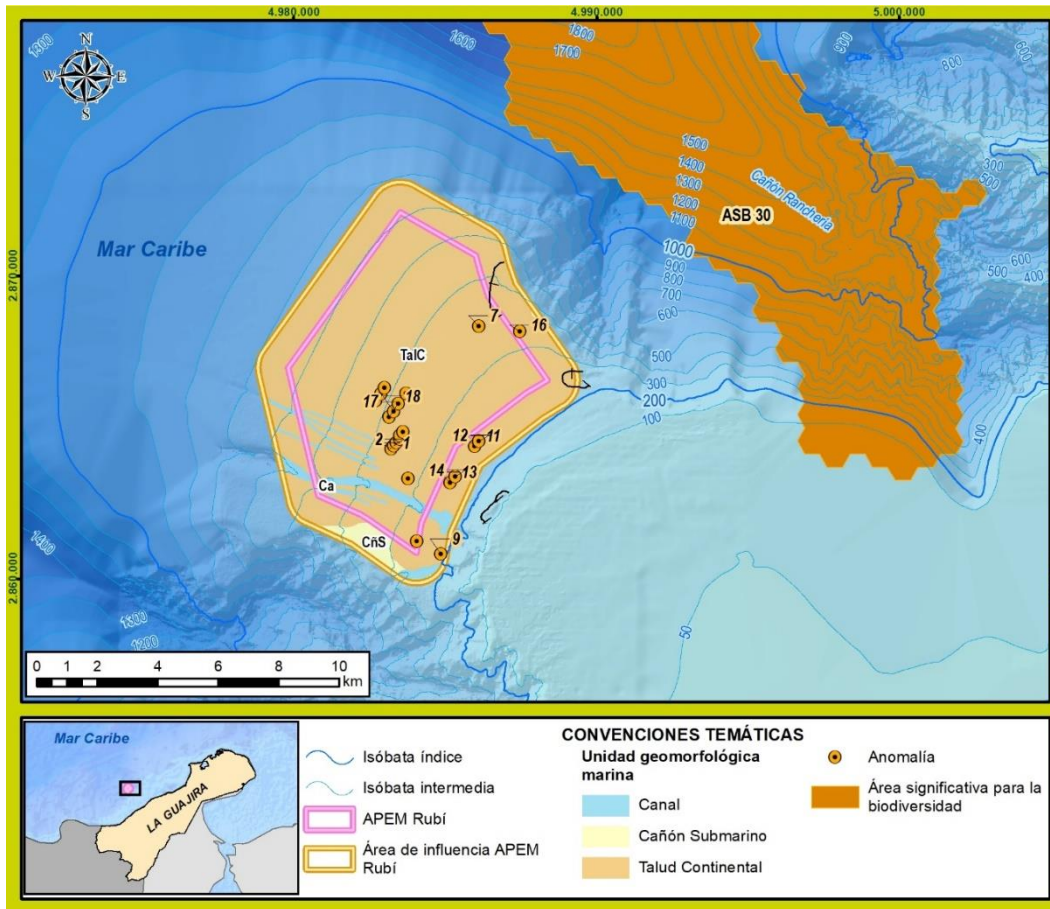 4.980.000
4.990.000
5.000.000
N
W
E
S
1300
1600
1800
1700
900
800
600
500
1500
1400
1300
1200
1100
Cañón Ranchería
ASB 30
300
500
2.870.000
Mar Caribe
1000
900
800
700
600
600
500
400
7
16
TalC
500
300
200
100
17
18
400
2
1
12
11
14
13
Ca
CñS
9
1400
2.860.000
50
1300
1200
0 1 2 4 6 8 10
km
Mar Caribe
LA GUAJIRA
CONVENCIONES TEMÁTICAS
Isóbata índice
Isóbata intermedia
APEM Rubí
Área de influencia APEM
Rubí
Unidad geomorfológica
marina
Canal
Cañón Submarino
Talud Continental
Anomalía
Área significativa para la
biodiversidad